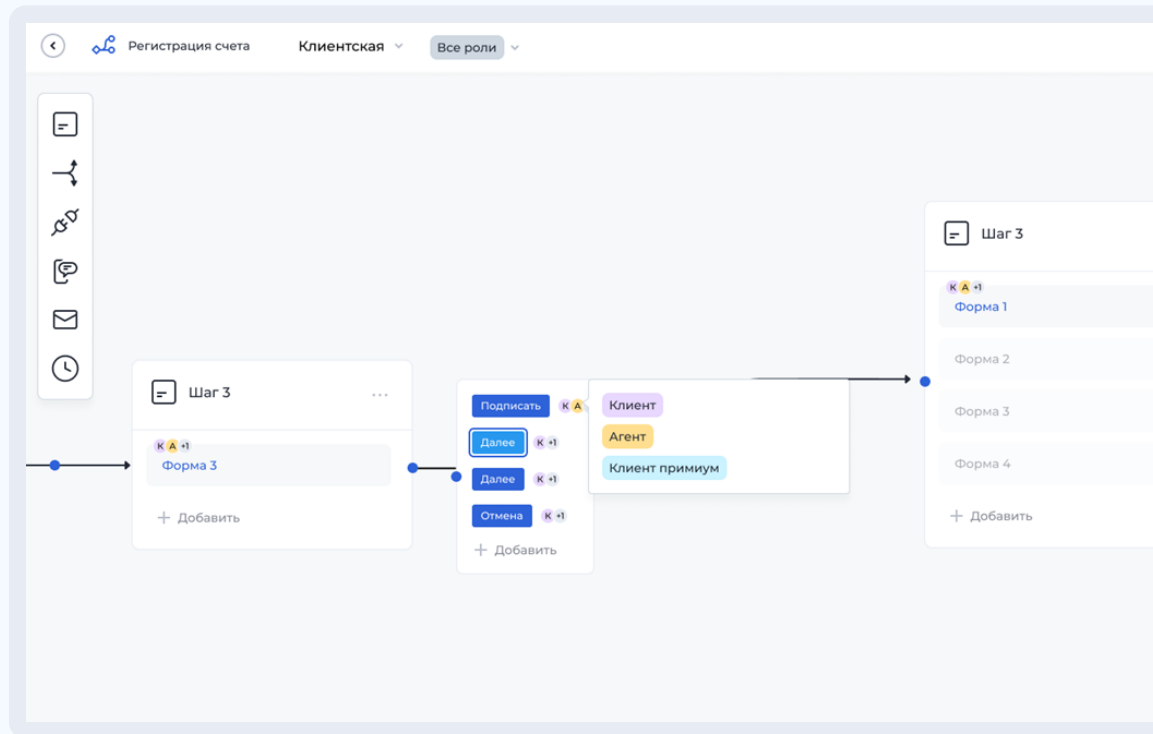 Регистрация счета Клиентская Все роли
Шаг 3
К А +1
Форма 3
+ Добавить
Подписать К А
Далее К +1
Далее К +1
Отмена К +1
+ Добавить
Клиент
Агент
Клиент примиум
Шаг 3
К А +1
Форма 1
Форма 2
Форма 3
Форма 4
+ Добавить